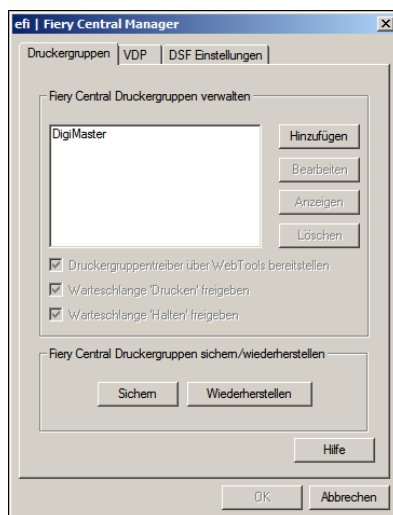 efi | Fiery Central Manager
Druckergruppen VDP DSF Einstellungen
Fiery Central Druckergruppen verwalten
DigiMaster
Hinzufügen
Bearbeiten
Anzeigen
Löschen
Druckergruppentreiber über WebTools bereitstellen
Warteschlange 'Drucken' freigeben
Warteschlange 'Halten' freigeben
Fiery Central Druckergruppen sichern/wiederherstellen
Sichern Wiederherstellen
Hilfe
OK Abbrechen